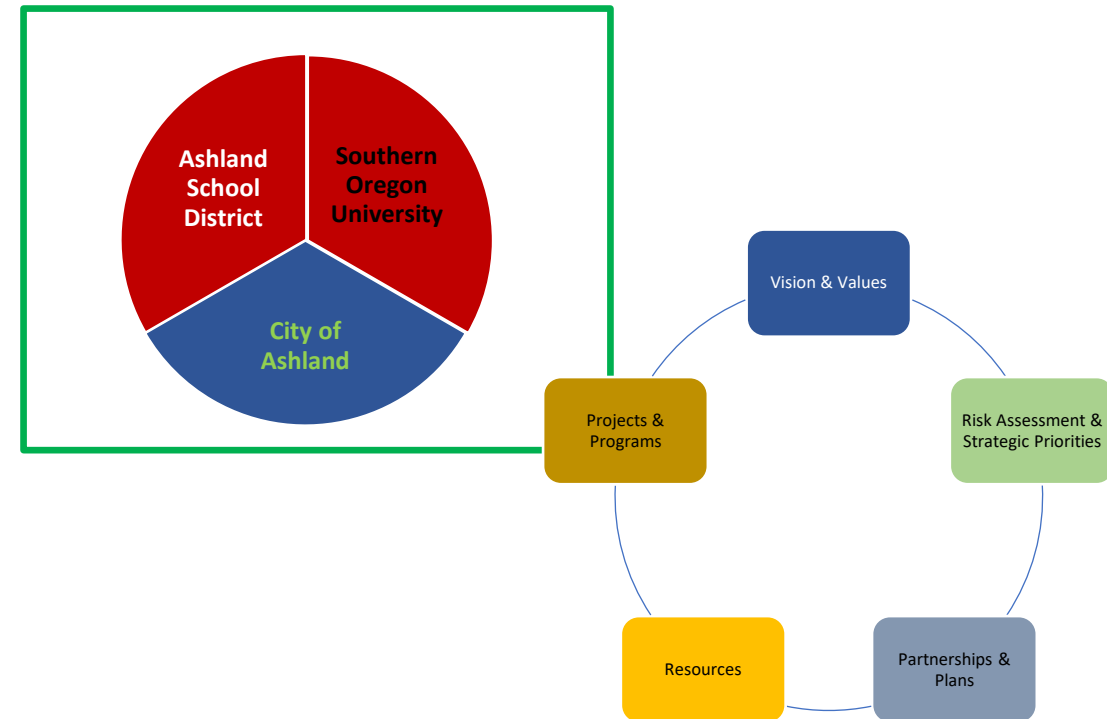 Ashland
School
District
Southern
Oregon
University
City of
Ashland
Vision & Values
Projects &
Programs
Risk Assessment &
Strategic Priorities
Resources
Partnerships &
Plans